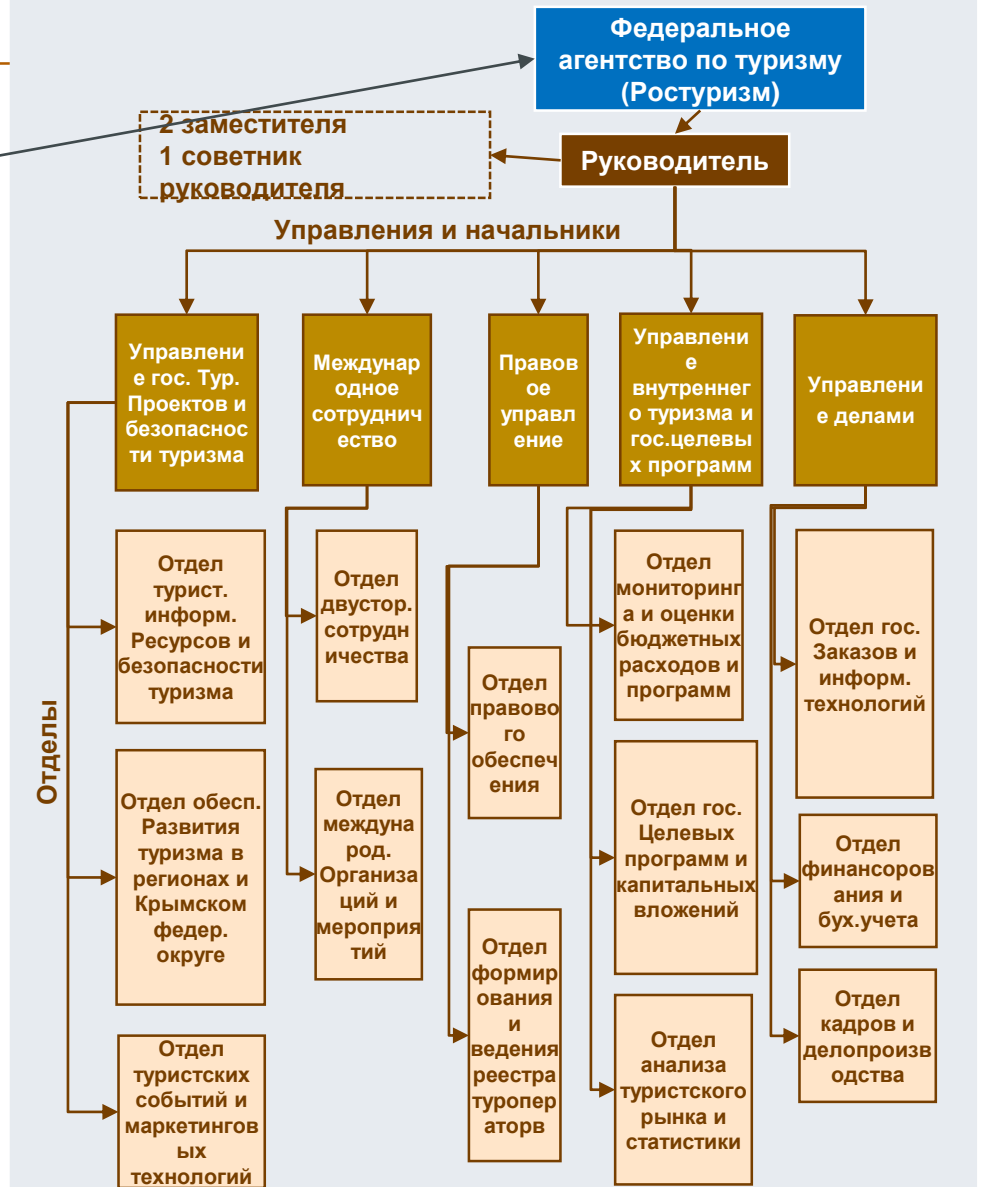 Федеральное
агентство по туризму
(Ростуризм)
2 заместителя
1 советник
руководителя
Руководитель
Управления и начальники
Управлени
е гос. Тур.
Проектов и
безопаснос
ти туризма
Междунар
одное
сотруднич
ество
Правов
ое
управл
ение
Управлени
е
внутреннег
о туризма и
гос.целевы
х программ
Управлени
е делами
Отделы
Отдел
турист.
информ.
Ресурсов и
безопасности
туризма
Отдел обесп.
Развития
туризма в
регионах и
Крымском
федер.
округе
Отдел
туристских
событий и
маркетингов
ых
технологий
Отдел
двустор.
сотрудн
ичества
Отдел
междуна
род.
Организа
ций и
мероприя
тий
Отдел
правово
го
обеспеч
ения
Отдел
формир
ования
и
ведения
реестра
туропер
аторв
Отдел
мониторинг
а и оценки
бюджетных
расходов и
программ
Отдел гос.
Целевых
программ и
капитальных
вложений
Отдел
анализа
туристского
рынка и
статистики
Отдел гос.
Заказов и
информ.
технологий
Отдел
финансоров
ания и
бух.учета
Отдел
кадров и
делопроизв
одства